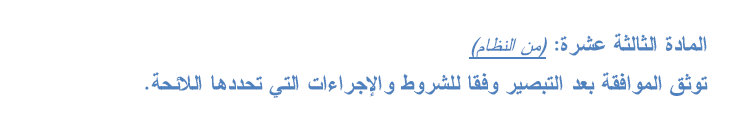 المادة الثالثة عشرة: (من النظام)
توثق الموافقة بعد التبصير وفقا للشروط والإجراءات التي تحددها اللائحة.